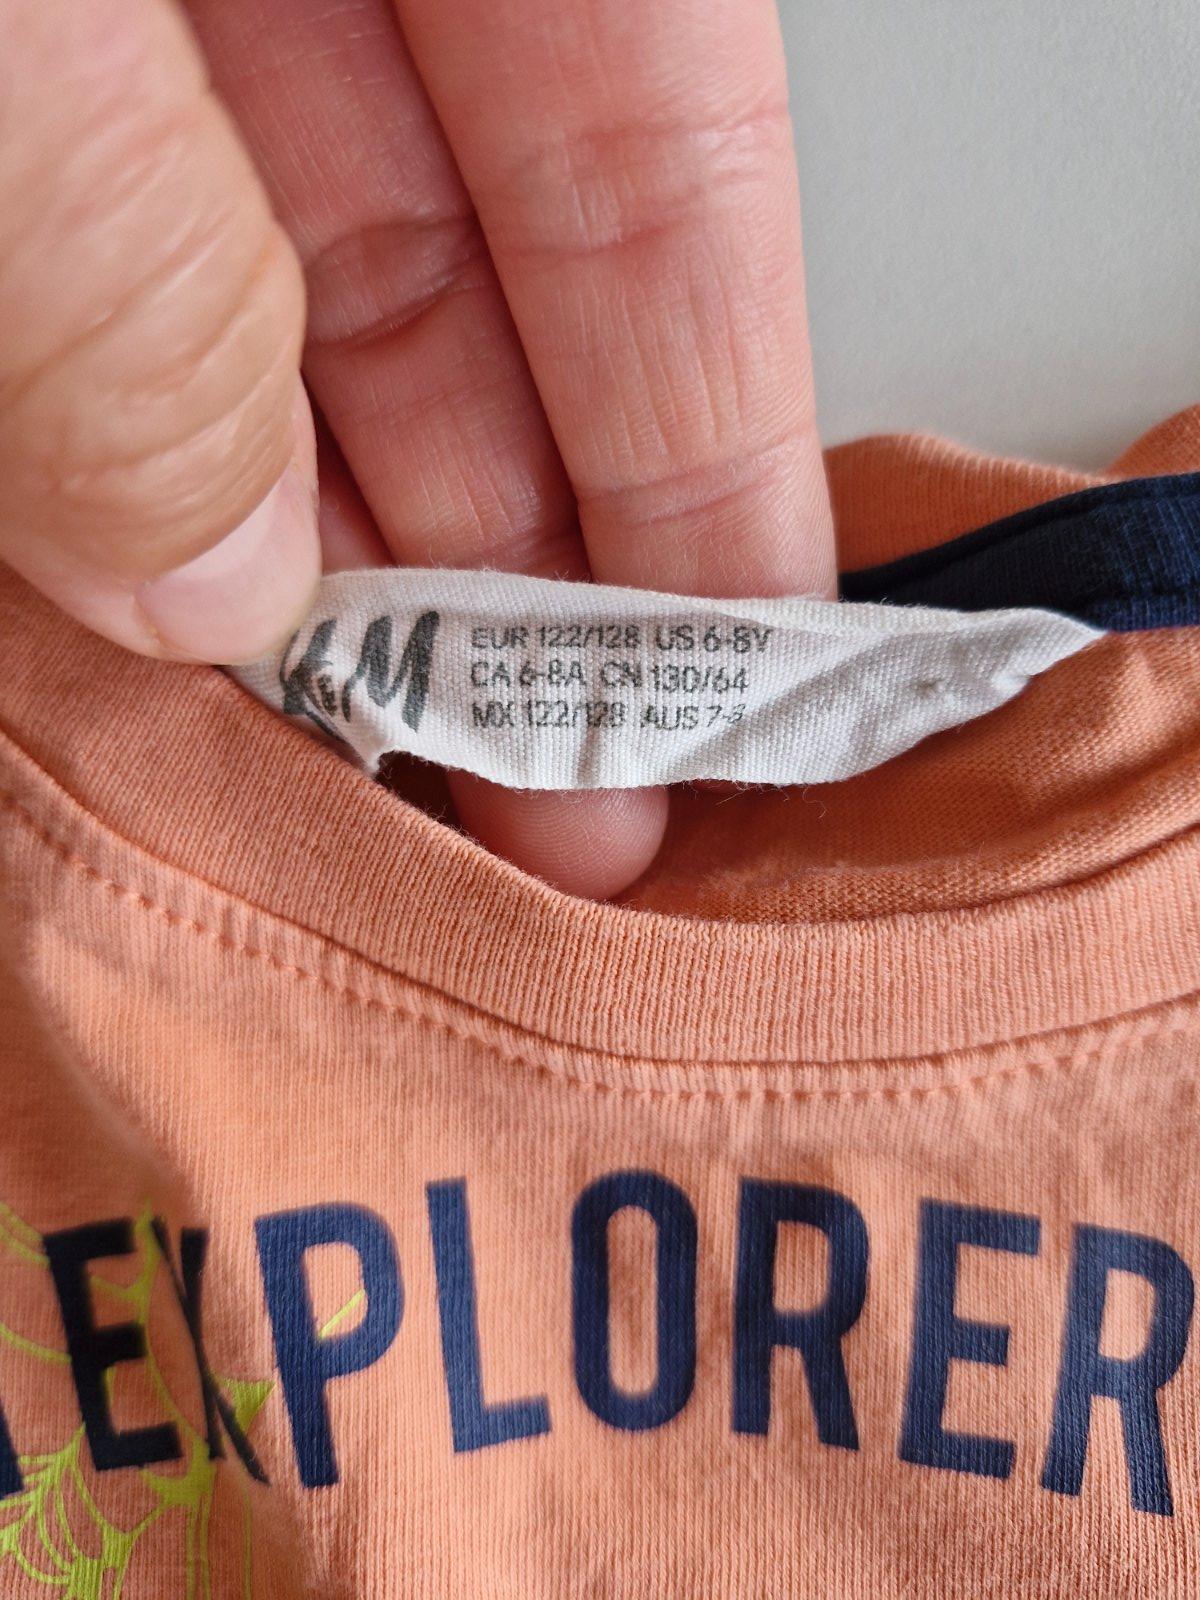 H&M
EUR 122/128 US 6-8Y
CA 6-8A CN 130/64
MX 122/128 AUS 7-8
EXPLORER